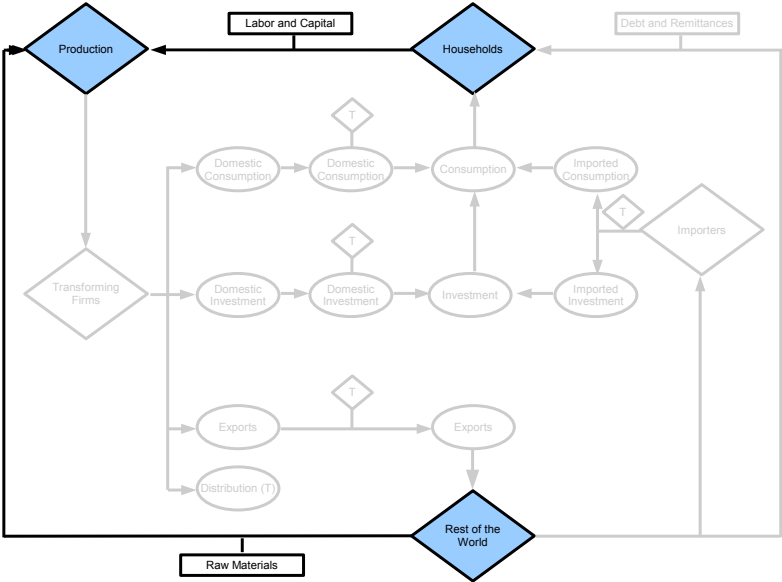 Labor and Capital
Debt and Remittances
Production
Households
T
Domestic
Consumption
Domestic
Consumption
Consumption
Imported
Consumption
T
Importers
T
Transforming
Firms
Domestic
Investment
Domestic
Investment
Investment
Imported
Investment
T
Exports
Exports
Distribution (T)
Rest of the
World
Raw Materials